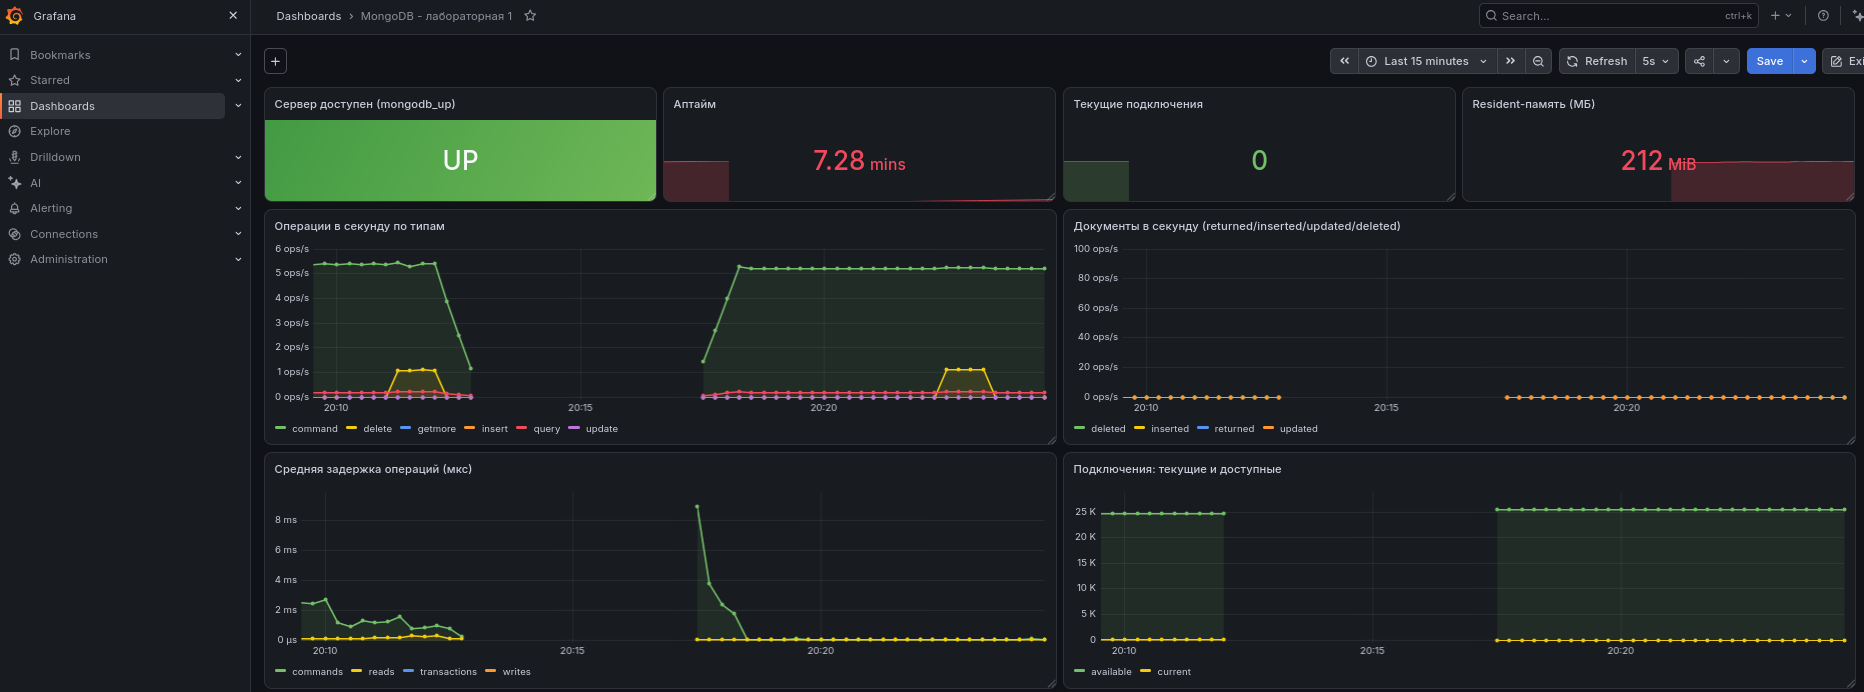 Grafana
Dashboards › MongoDB - лабораторная 1
Search...
ctrl+k
Bookmarks
Starred
Dashboards
Explore
Drilldown
AI
Alerting
Connections
Administration
Last 15 minutes
Refresh
5s
Save
Сервер доступен (mongodb_up)
UP
Аптайм
7.28 mins
Текущие подключения
0
Resident-память (МБ)
212 MiB
Операции в секунду по типам
6 ops/s
5 ops/s
4 ops/s
3 ops/s
2 ops/s
1 ops/s
0 ops/s
20:10 20:15 20:20
command delete getmore insert query update
Документы в секунду (returned/inserted/updated/deleted)
100 ops/s
80 ops/s
60 ops/s
40 ops/s
20 ops/s
0 ops/s
20:10 20:15 20:20
deleted inserted returned updated
Средняя задержка операций (мкс)
8 ms
6 ms
4 ms
2 ms
0 µs
20:10 20:15 20:20
commands reads transactions writes
Подключения: текущие и доступные
25 K
20 K
15 K
10 K
5 K
0
20:10 20:15 20:20
available current